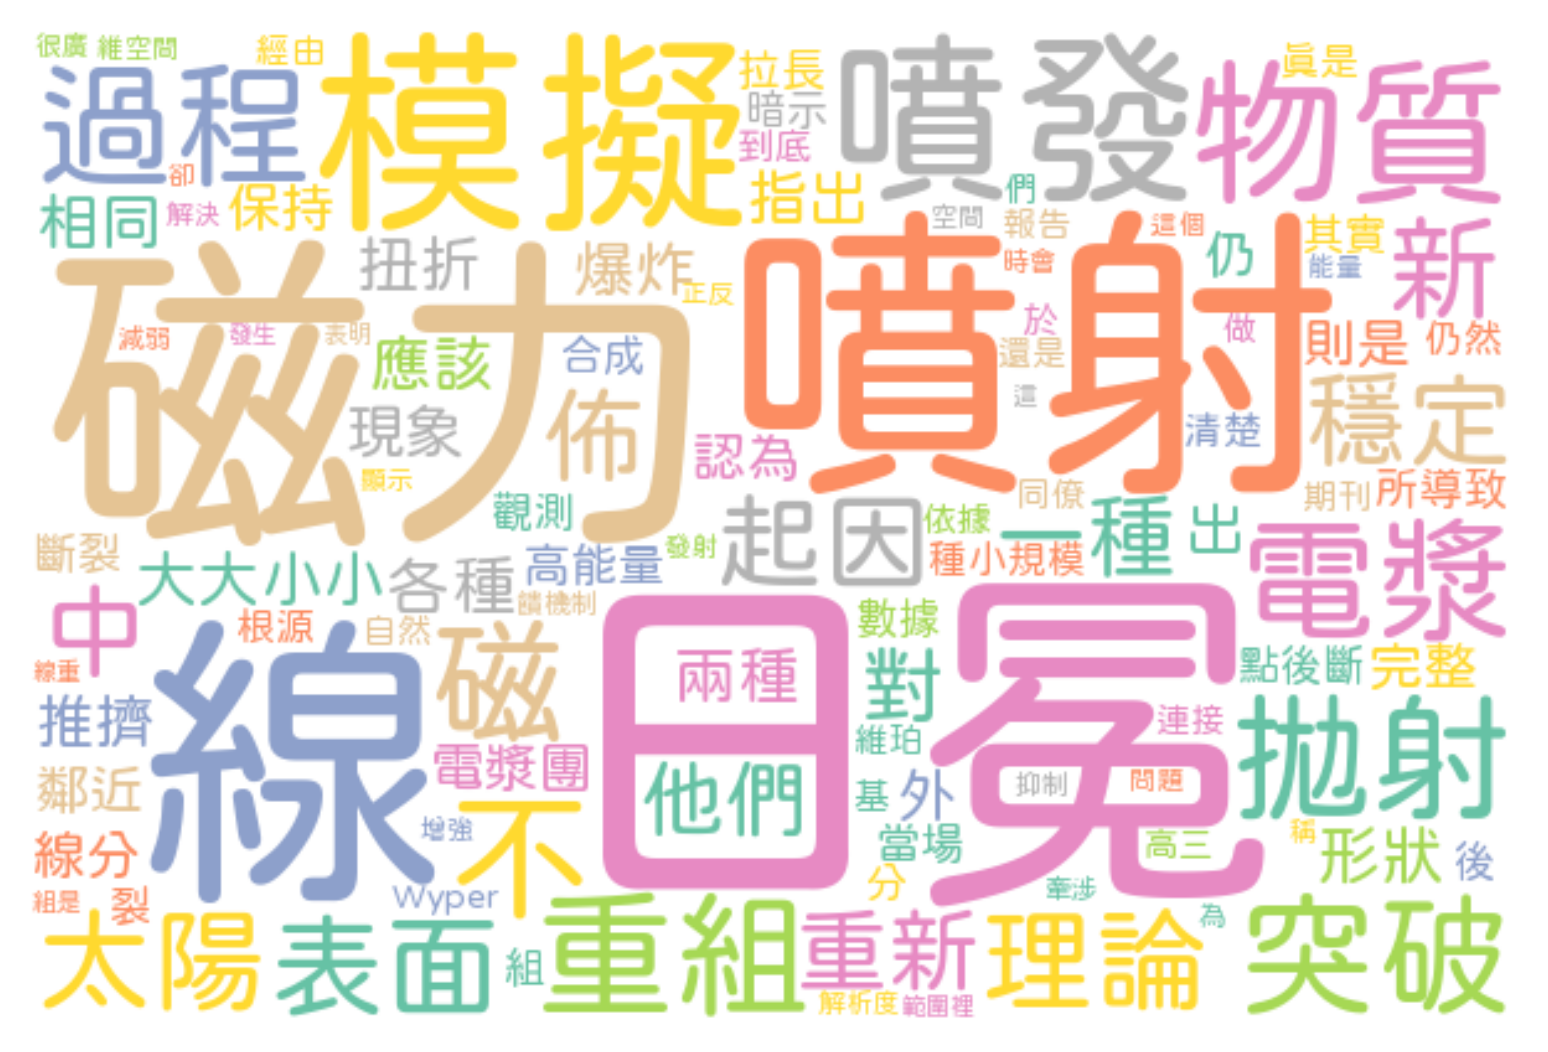 很廣 維空間 經由 模擬 拉長 噴發 物質 眞是
過程 暗示
卻 到底
相同 解決 保持 指出 們
空間 報告 這個 其實 新
磁力 扭折 爆炸 噴射 時會 仍 能量
正反
減弱 發生 表明 於 做 則是 仍然
應該 合成 還是
現象 佈 認為 這 清楚 穩定
顯示 觀測 同僚 期刊 所導致
斷裂 高能量 發射 起因 依據 一種 出 電漿
大大小小 各種 種小規模
饋機制
中 根源 自然 磁 日冕 數據
線重 線 兩種 對 點後斷 完整
推擠 維珀 連接 拋射
電漿團
鄰近 他們 基 外 抑制 問題
線分 增強 不 當場 高三 稱 形狀 後
組是 裂 Wyper 分 牽涉
太陽 表面 組 重組 重新 理論 為 突破
解析度 範圍裡